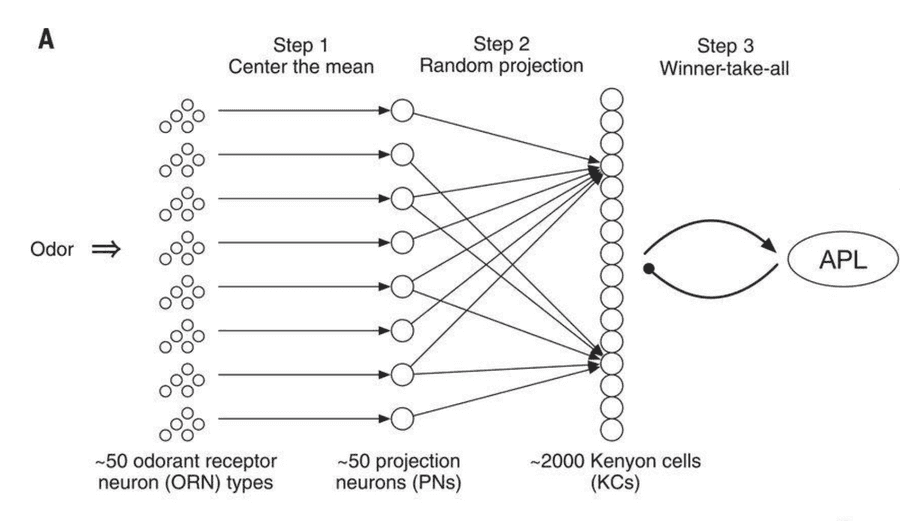 A
Step 1
Center the mean
Step 2
Random projection
Step 3
Winner-take-all
Odor ⇒
APL
~50 odorant receptor
neuron (ORN) types
~50 projection
neurons (PNs)
~2000 Kenyon cells
(KCs)